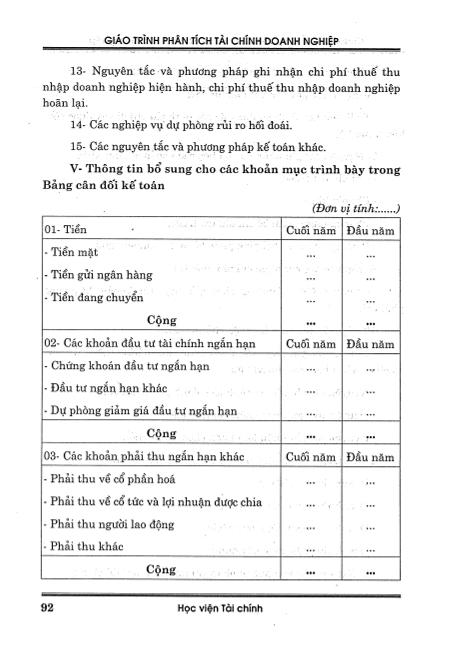 GIÁO TRÌNH PHÂN TÍCH TÀI CHÍNH DOANH NGHIỆP
13- Nguyên tắc và phương pháp ghi nhận chi phí thuế thu
nhập doanh nghiệp hiện hành, chi phí thuế thu nhập doanh nghiệp
hoãn lại.
14- Các nghiệp vụ dự phòng rủi ro hối đoái.
15- Các nguyên tắc và phương pháp kế toán khác.
V- Thông tin bổ sung cho các khoản mục trình bày trong
Bảng cân đối kế toán
(Đơn vị tính:......)
01- Tiền Cuối năm Đầu năm
- Tiền mặt ... ...
- Tiền gửi ngân hàng ... ...
- Tiền đang chuyển ... ...
Cộng ... ...
02- Các khoản đầu tư tài chính ngắn hạn Cuối năm Đầu năm
- Chứng khoán đầu tư ngắn hạn ... ...
- Đầu tư ngắn hạn khác ... ...
- Dự phòng giảm giá đầu tư ngắn hạn ... ...
Cộng ... ...
03- Các khoản phải thu ngắn hạn khác Cuối năm Đầu năm
- Phải thu về cổ phần hoá ... ...
- Phải thu về cổ tức và lợi nhuận được chia ... ...
- Phải thu người lao động ... ...
- Phải thu khác ... ...
Cộng ... ...
92 Học viện Tài chính